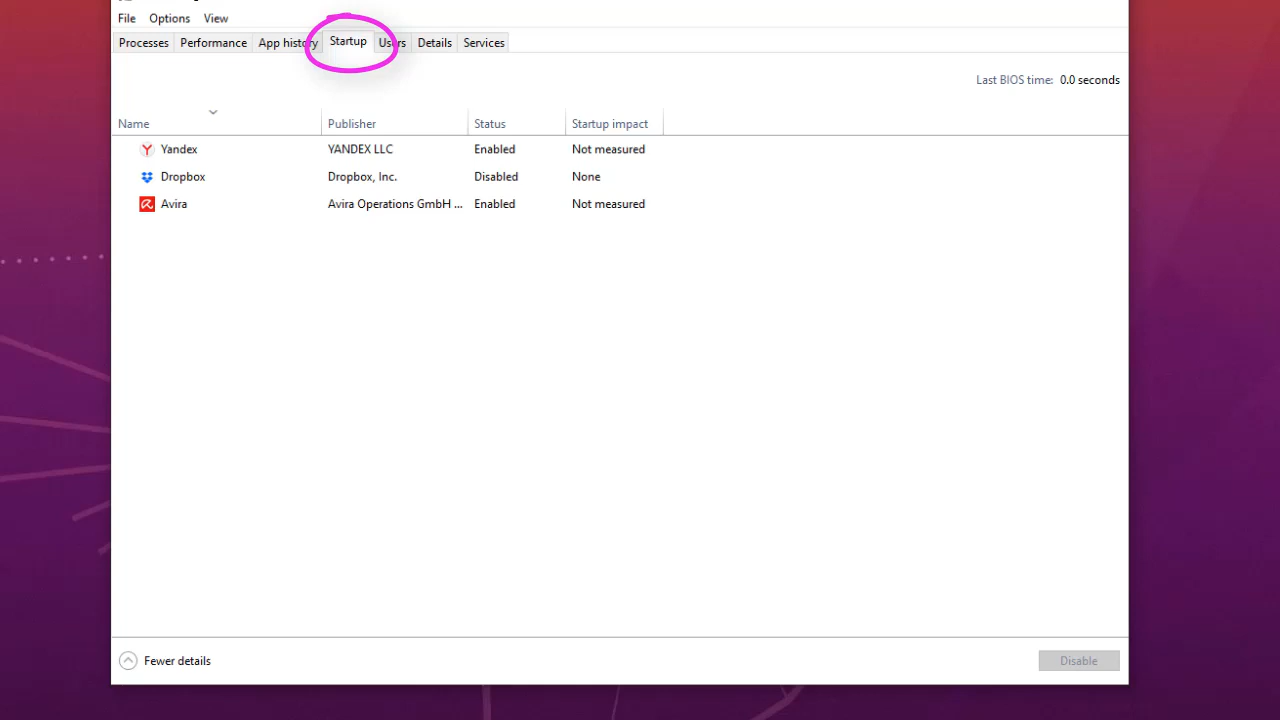 File Options View
Processes Performance App history Startup Users Details Services
Last BIOS time: 0.0 seconds
Name Publisher Status Startup impact
Yandex YANDEX LLC Enabled Not measured
Dropbox Dropbox, Inc. Disabled None
Avira Avira Operations GmbH ... Enabled Not measured
Fewer details Disable